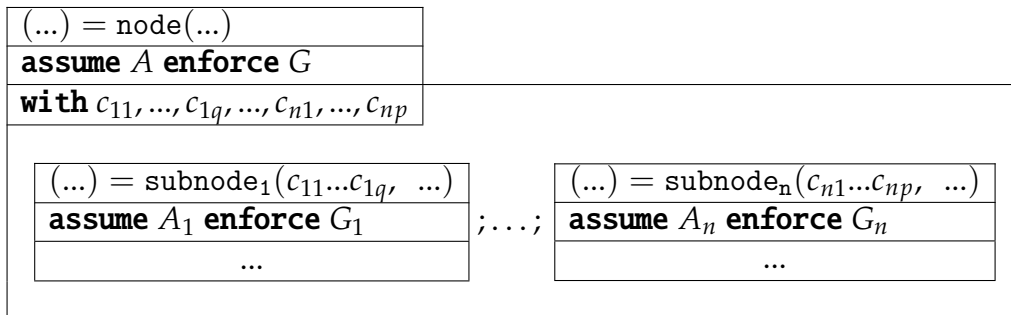 (...) = node(...)
assume A enforce G
with c₁₁, ..., c₁q, ..., cₙ₁, ..., cₙₚ
(...) = subnode₁(c₁₁...c₁q, ...)
assume A₁ enforce G₁
...
; . . . ;
(...) = subnodeₙ(cₙ₁...cₙₚ, ...)
assume Aₙ enforce Gₙ
...